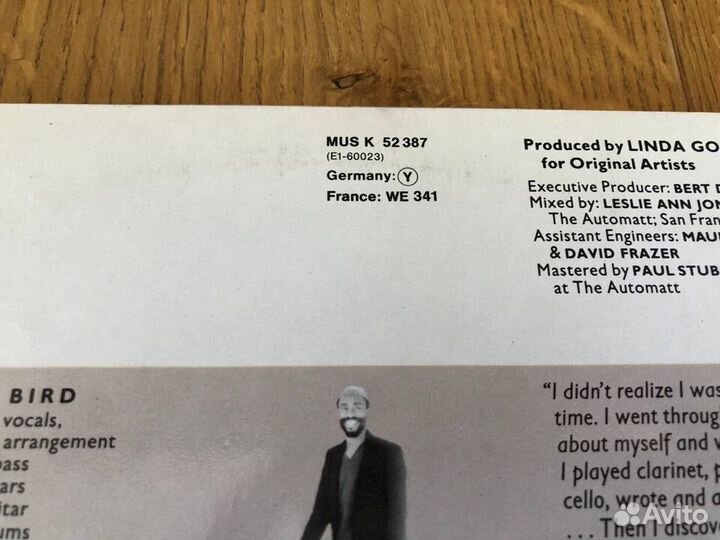 MUS K 52 387
(E1-60023)
Germany: Y
France: WE 341
Produced by LINDA GO
for Original Artists
Executive Producer: BERT
Mixed by: LESLIE ANN JON
The Automatt; San Fran
Assistant Engineers: MAU
& DAVID FRAZER
Mastered by PAUL STUB
at The Automatt
BIRD
vocals,
arrangement
bass
ars
itar
ums
“I didn’t realize I was
time. I went throug
about myself and
I played clarinet, p
cello, wrote and a
... Then I discov
Avito